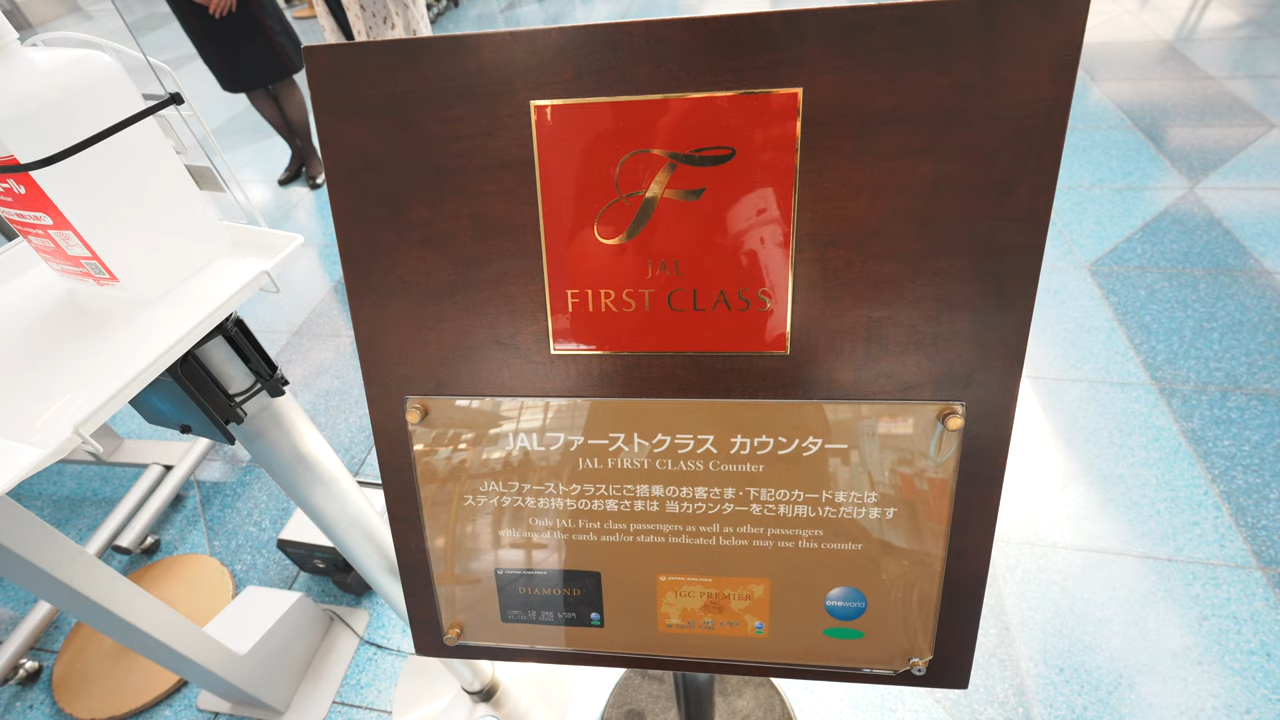 F
JAL
FIRST CLASS
JALファーストクラス カウンター
JAL FIRST CLASS Counter
JALファーストクラスにご搭乗のお客さま・下記のカードまたは
ステイタスをお持ちのお客さまは 当カウンターをご利用いただけます
Only JAL First class passengers as well as other passengers
with any of the cards and/or status indicated below may use this counter
JAPAN AIRLINES
DIAMOND
JAPAN AIRLINES
JGC PREMIER
oneworld